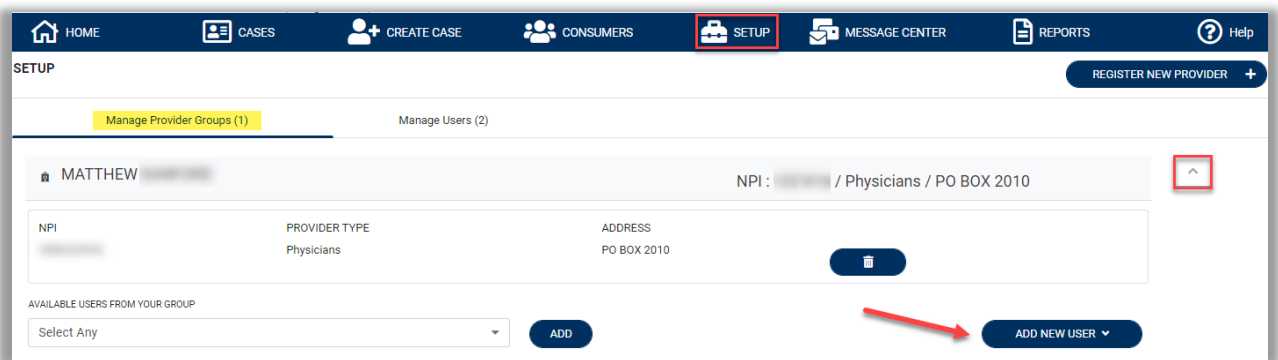 HOME CASES CREATE CASE CONSUMERS SETUP MESSAGE CENTER REPORTS ? Help
SETUP
REGISTER NEW PROVIDER +
Manage Provider Groups (1) Manage Users (2)
MATTHEW NPI : / Physicians / PO BOX 2010
NPI PROVIDER TYPE ADDRESS
Physicians PO BOX 2010
AVAILABLE USERS FROM YOUR GROUP
Select Any ADD ADD NEW USER